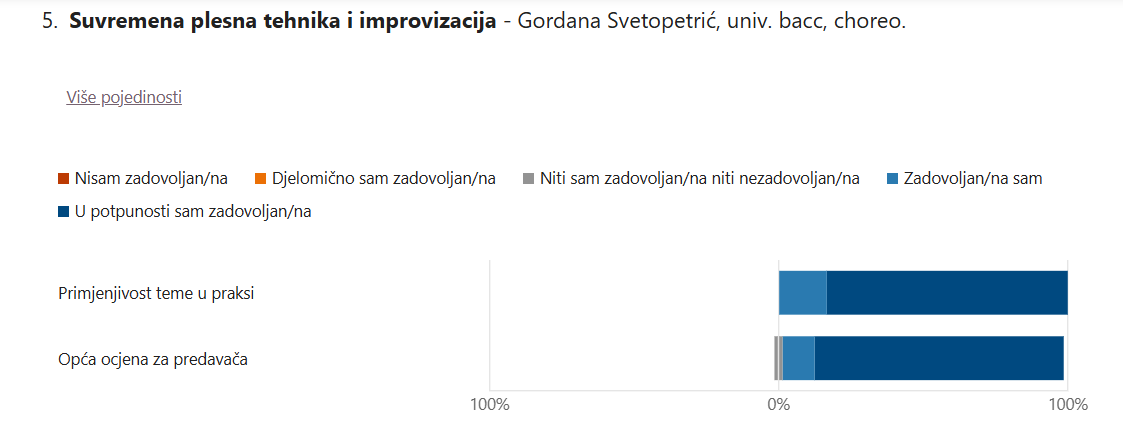 5. Suvremena plesna tehnika i improvizacija - Gordana Svetopetrić, univ. bacc, choreo.
Više pojedinosti
Nisam zadovoljan/na Djelomično sam zadovoljan/na Niti sam zadovoljan/na niti nezadovoljan/na Zadovoljan/na sam
U potpunosti sam zadovoljan/na
Primjenjivost teme u praksi
Opća ocjena za predavača
100% 0% 100%